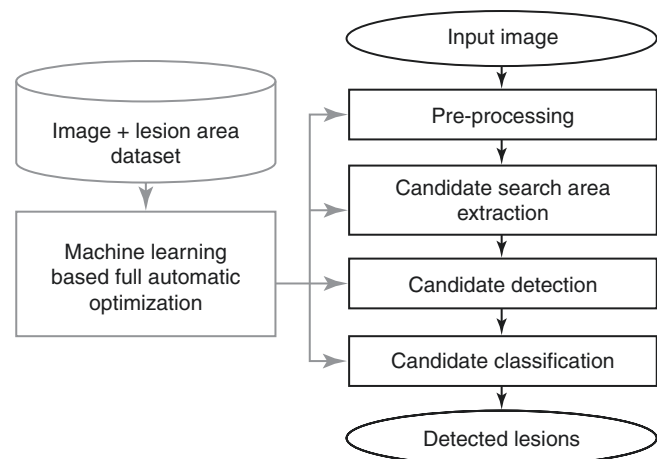 Input image
Image + lesion area
dataset
Pre-processing
Candidate search area
extraction
Machine learning
based full automatic
optimization
Candidate detection
Candidate classification
Detected lesions